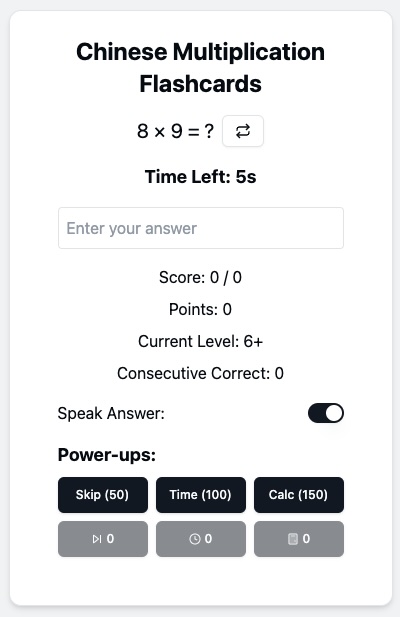 Chinese Multiplication
Flashcards
8 × 9 = ?
Time Left: 5s
Enter your answer
Score: 0 / 0
Points: 0
Current Level: 6+
Consecutive Correct: 0
Speak Answer:
Power-ups:
Skip (50) Time (100) Calc (150)
0 0 0